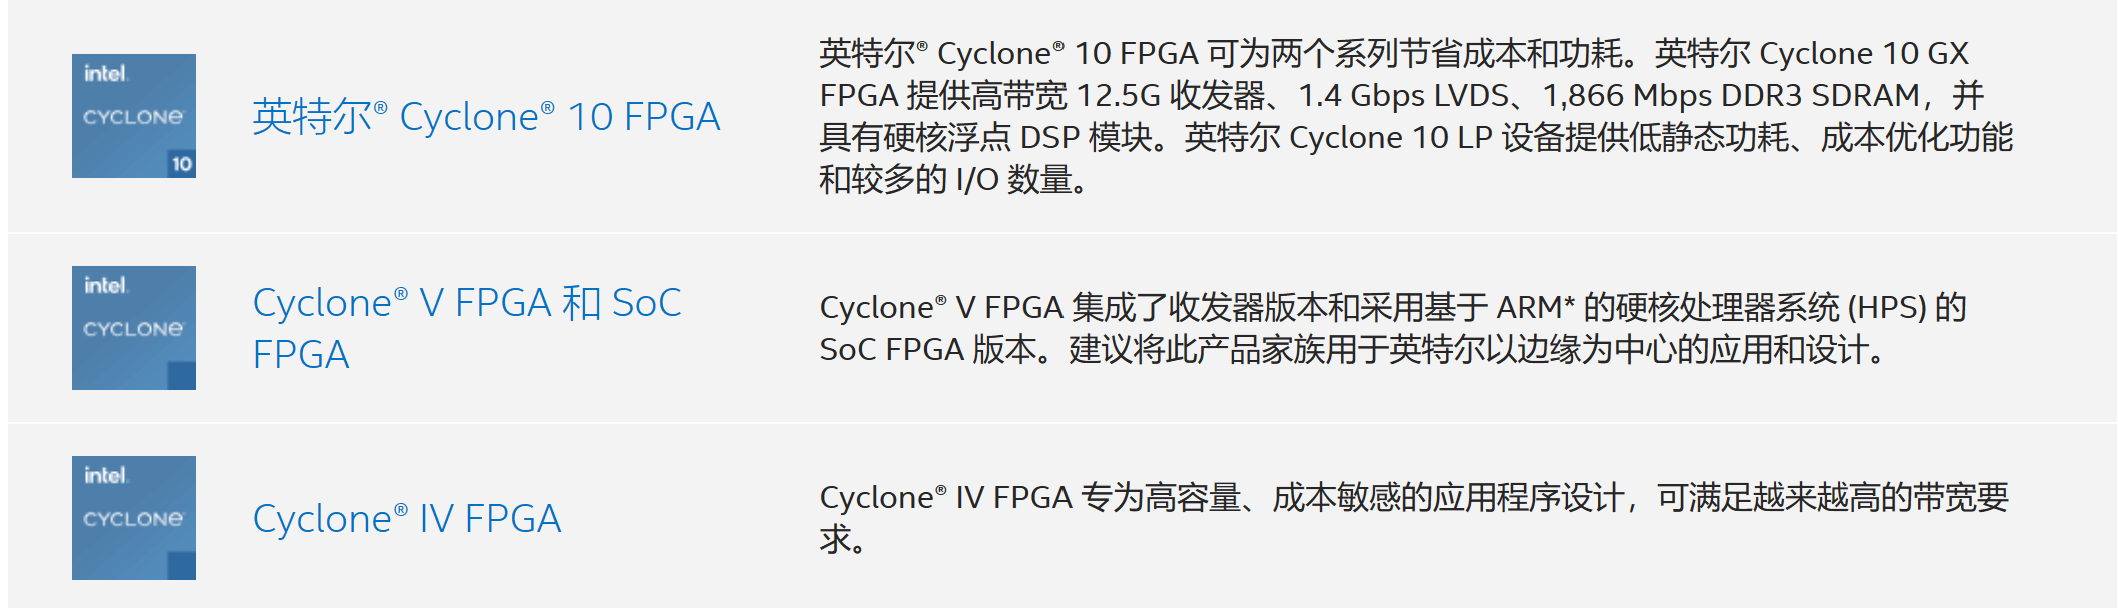 intel.
CYCLONE
10
英特尔® Cyclone® 10 FPGA
英特尔® Cyclone® 10 FPGA 可为两个系列节省成本和功耗。英特尔 Cyclone 10 GX
FPGA 提供高带宽 12.5G 收发器、1.4 Gbps LVDS、1,866 Mbps DDR3 SDRAM，并
具有硬核浮点 DSP 模块。英特尔 Cyclone 10 LP 设备提供低静态功耗、成本优化功能
和较多的 I/O 数量。
intel.
CYCLONE
Cyclone® V FPGA 和 SoC
FPGA
Cyclone® V FPGA 集成了收发器版本和采用基于 ARM* 的硬核处理器系统 (HPS) 的
SoC FPGA 版本。建议将此产品家族用于英特尔以边缘为中心的应用和设计。
intel.
CYCLONE
Cyclone® IV FPGA
Cyclone® IV FPGA 专为高容量、成本敏感的应用程序设计，可满足越来越高的带宽要
求。